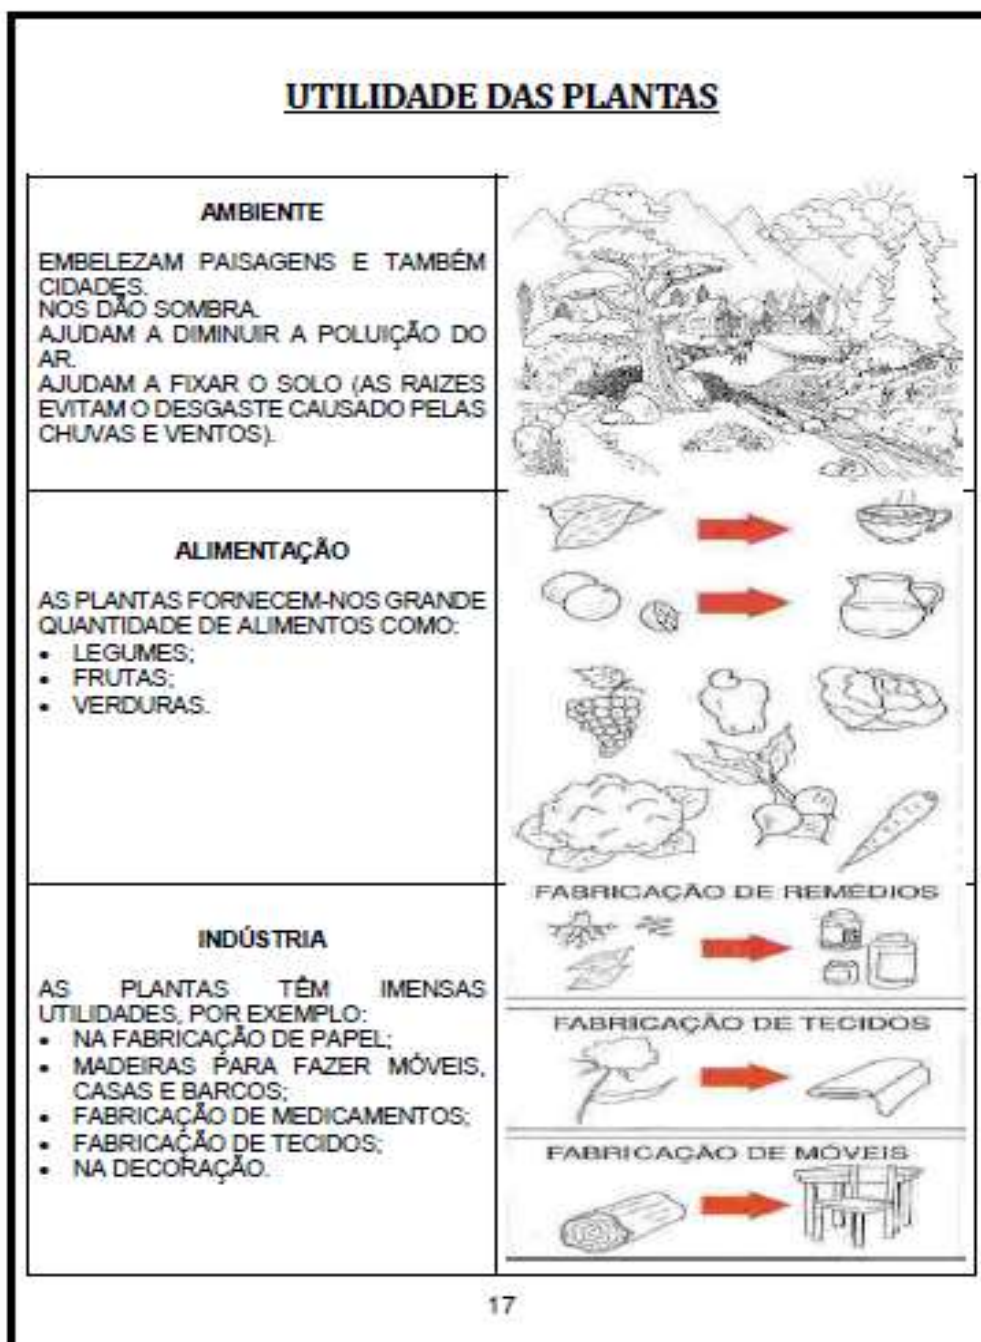 UTILIDADE DAS PLANTAS
AMBIENTE
EMBELEZAM PAISAGENS E TAMBÉM
CIDADES.
NOS DÃO SOMBRA.
AJUDAM A DIMINUIR A POLUIÇÃO DO
AR.
AJUDAM A FIXAR O SOLO (AS RAIZES
EVITAM O DESGASTE CAUSADO PELAS
CHUVAS E VENTOS).
ALIMENTAÇÃO
AS PLANTAS FORNECEM-NOS GRANDE
QUANTIDADE DE ALIMENTOS COMO:
• LEGUMES;
• FRUTAS;
• VERDURAS.
INDÚSTRIA
AS PLANTAS TÊM IMENSAS
UTILIDADES, POR EXEMPLO:
• NA FABRICAÇÃO DE PAPEL;
• MADEIRAS PARA FAZER MÓVEIS,
CASAS E BARCOS;
• FABRICAÇÃO DE MEDICAMENTOS;
• FABRICAÇÃO DE TECIDOS;
• NA DECORAÇÃO.
FABRICAÇÃO DE REMÉDIOS
FABRICAÇÃO DE TECIDOS
FABRICAÇÃO DE MÓVEIS
17